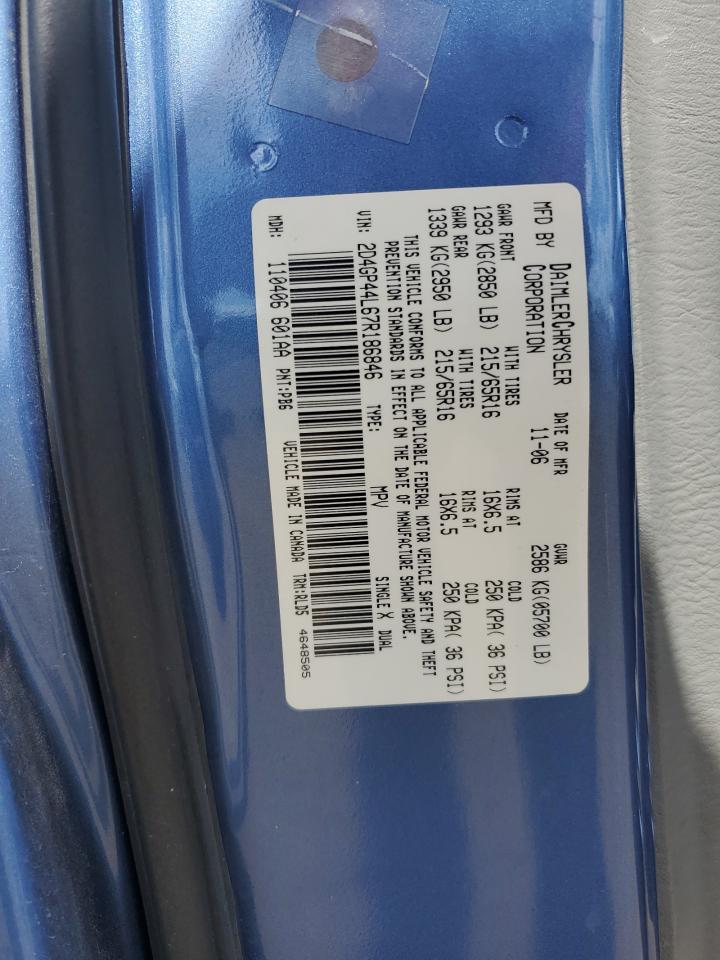 MFD BY DAIMLERCHRYSLER CORPORATION DATE OF MFR 11-06 GVWR 2586 KG(05700 LB)
GAWR FRONT WITH TIRES RIMS AT COLD
1293 KG(2850 LB) 215/65R16 16X6.5 250 KPA( 36 PSI)
GAWR REAR WITH TIRES RIMS AT COLD
1339 KG(2950 LB) 215/65R16 16X6.5 250 KPA( 36 PSI)
THIS VEHICLE CONFORMS TO ALL APPLICABLE FEDERAL MOTOR VEHICLE SAFETY AND THEFT
PREVENTION STANDARDS IN EFFECT ON THE DATE OF MANUFACTURE SHOWN ABOVE.
VIN: 2D4GP44L67R186846 TYPE: MPV SINGLE X DUAL
MDH: 110406 601AA PNT:PB6 VEHICLE MADE IN CANADA TRM:RLD5 4648505